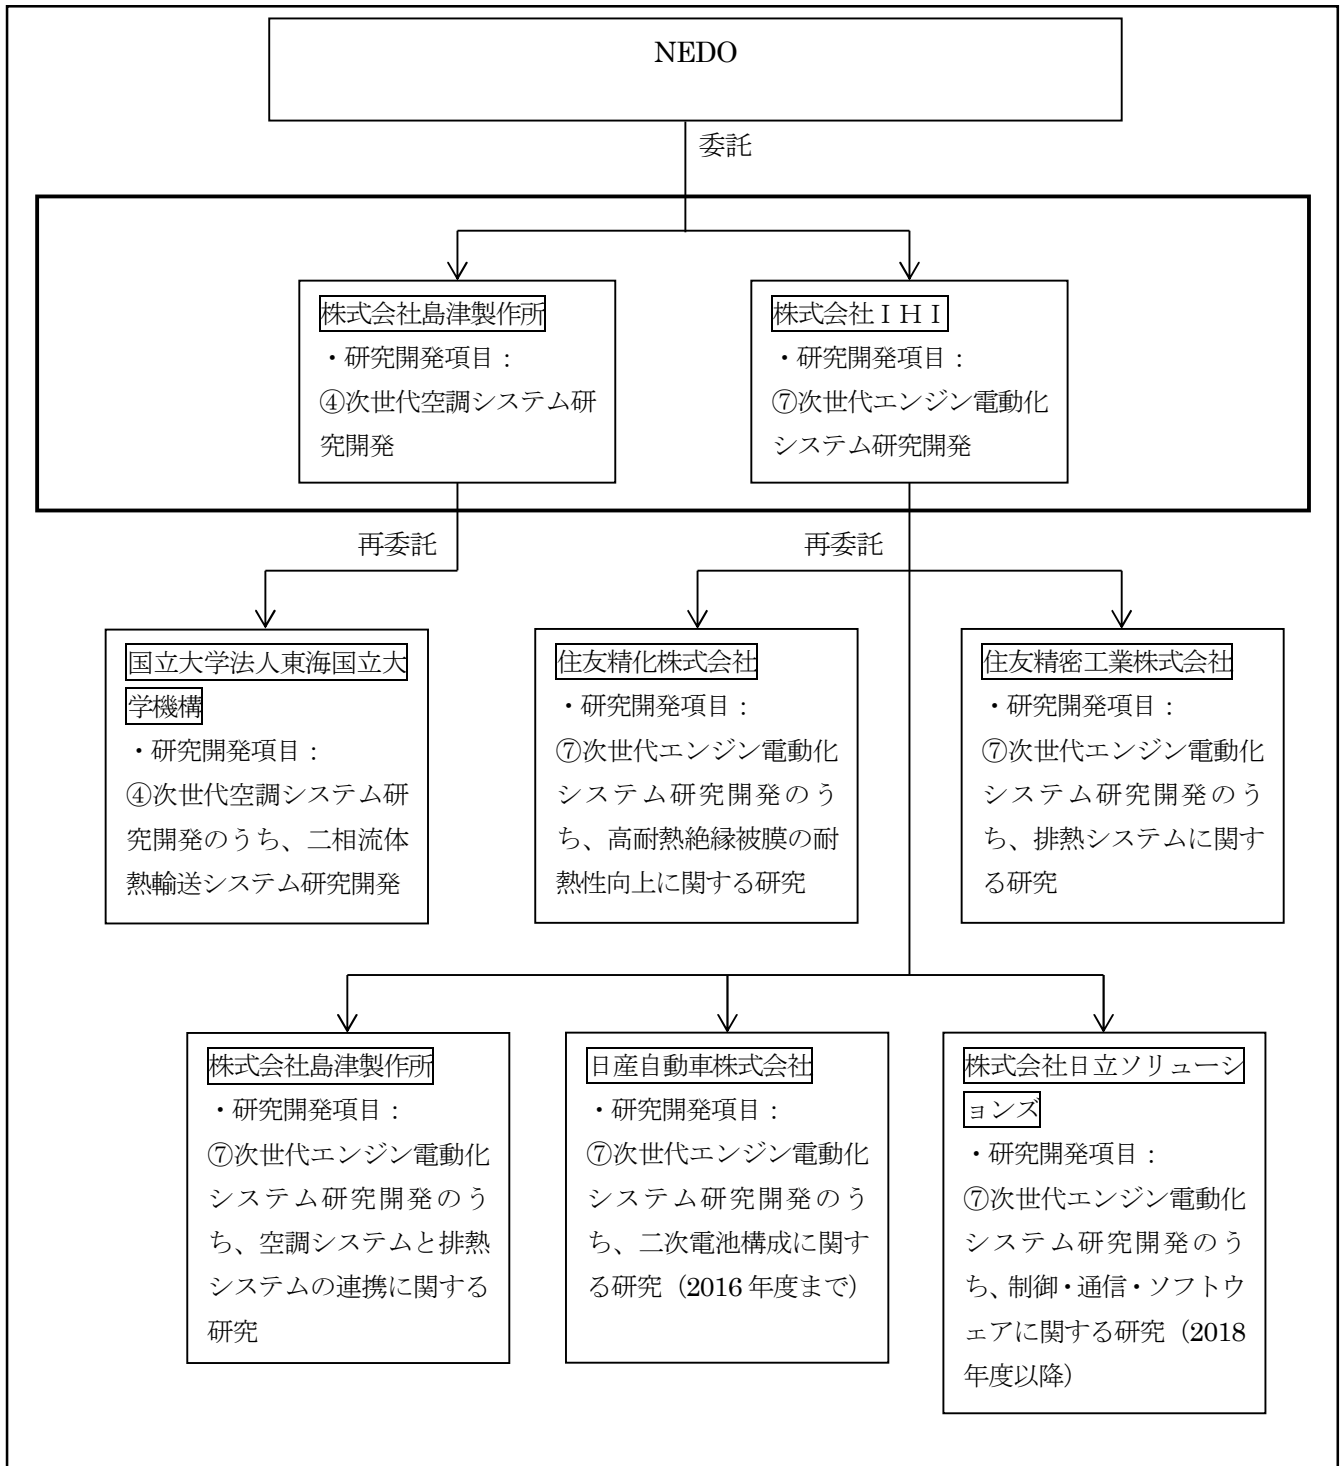 NEDO
委託
株式会社島津製作所
・研究開発項目：
④次世代空調システム研
究開発
株式会社ＩＨＩ
・研究開発項目：
⑦次世代エンジン電動化
システム研究開発
再委託
再委託
国立大学法人東海国立大
学機構
・研究開発項目：
④次世代空調システム研
究開発のうち、二相流体
熱輸送システム研究開発
住友精化株式会社
・研究開発項目：
⑦次世代エンジン電動化
システム研究開発のう
ち、高耐熱絶縁被膜の耐
熱性向上に関する研究
住友精密工業株式会社
・研究開発項目：
⑦次世代エンジン電動化
システム研究開発のう
ち、排熱システムに関す
る研究
株式会社島津製作所
・研究開発項目：
⑦次世代エンジン電動化
システム研究開発のう
ち、空調システムと排熱
システムの連携に関する
研究
日産自動車株式会社
・研究開発項目：
⑦次世代エンジン電動化
システム研究開発のう
ち、二次電池構成に関す
る研究（2016 年度まで）
株式会社日立ソリューシ
ョンズ
・研究開発項目：
⑦次世代エンジン電動化
システム研究開発のう
ち、制御・通信・ソフトウ
ェアに関する研究（2018
年度以降）